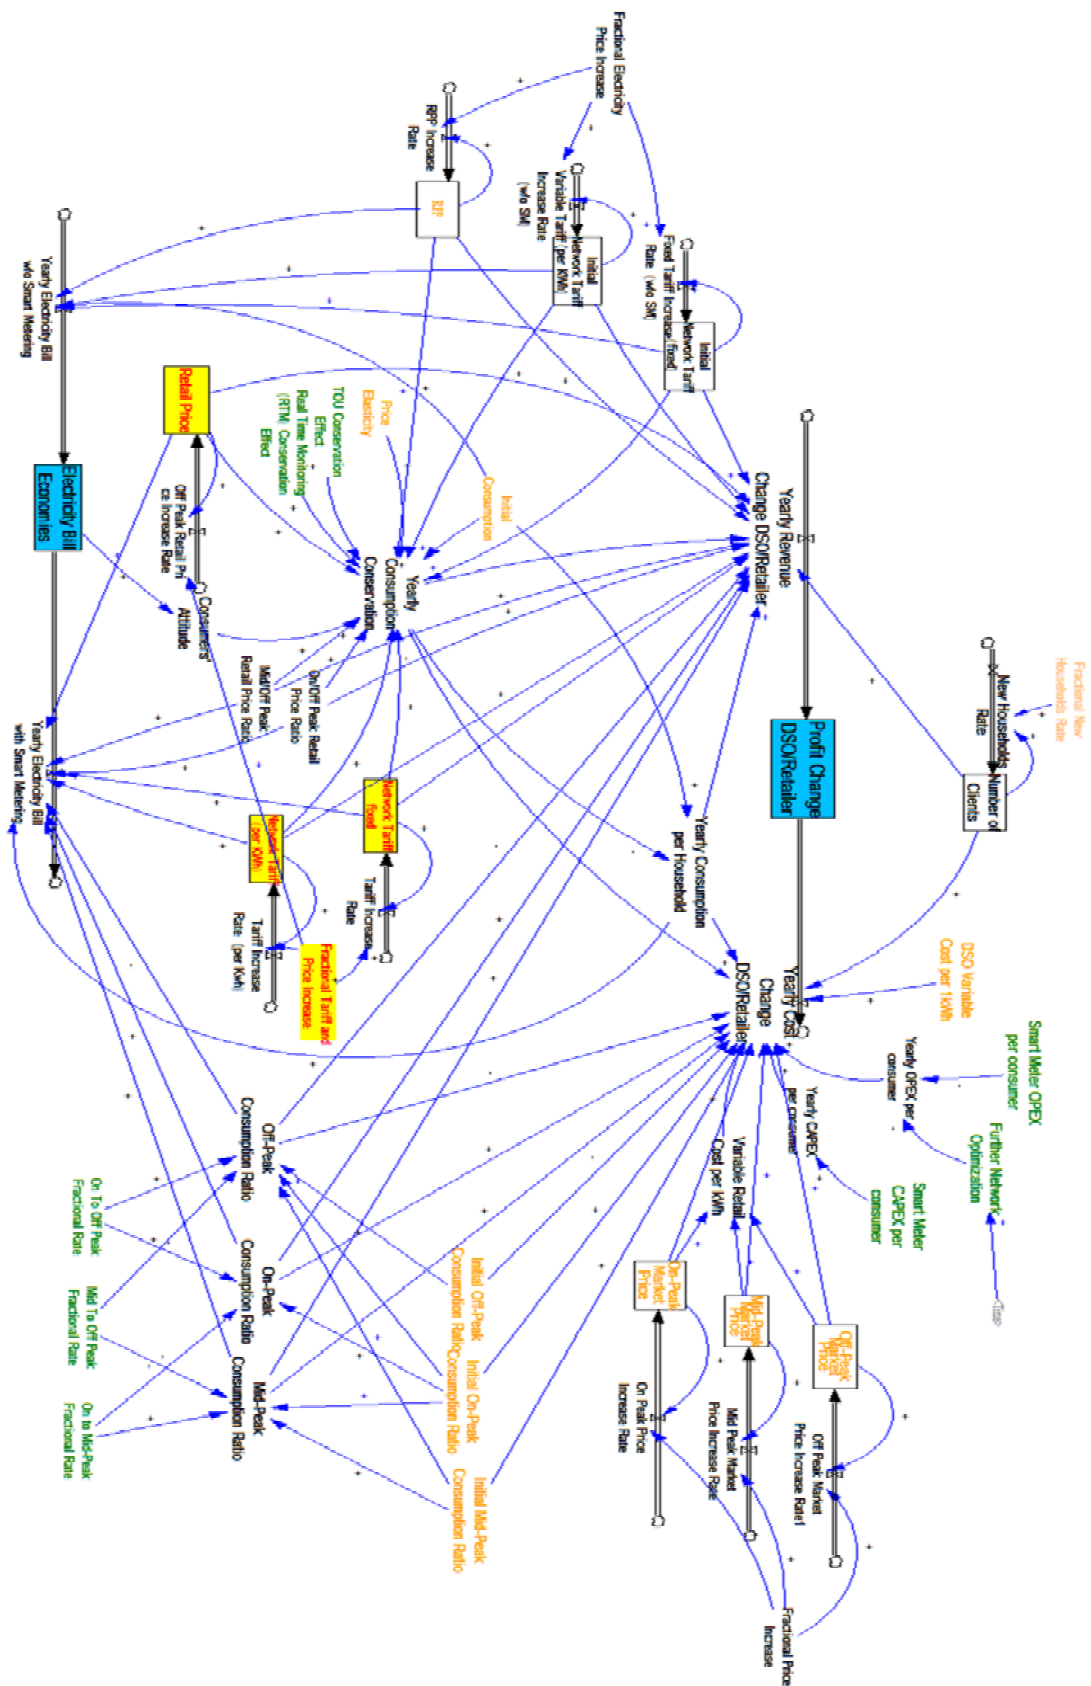 Fractional New
Households Rate
New Households
Rate
Number of
Clients
DSO Variable
Cost per 1kWh
Smart Meter OPEX
per consumer
Further Network
Optimization
<Time>
Yearly OPEX per
consumer
Smart Meter
CAPEX per
consumer
Yearly CAPEX
per consumer
Profit Change
DSO/Retailer
Yearly Revenue
Change DSO/Retailer
Yearly Cost
Change
DSO/Retailer
Variable Retail
Cost per kWh
Off-Peak
Market
Price
Off Peak Market
Price Increase Rate1
Mid-Peak
Market
Price
Mid Peak Market
Price Increase Rate
On-Peak
Market
Price
On Peak Price
Increase Rate
Fractional Price
Increase
Fractional Electricity
Price Increase
Initial
Network Tariff
(fixed)
Fixed Tariff Increase
Rate (w/o SM)
Initial
Network Tariff
(per KWh)
Variable Tariff
Increase Rate
(w/o SM)
RPP
RPP Increase
Rate
Initial
Consumption
Yearly Consumption
per Household
Price
Elasticity
TOU Conservation
Effect
Real Time Monitoring
(RTM) Conservation
Effect
Yearly
Consumption
Conservation
On/Off Peak Retail
Price Ratio
Mid/Off Peak
Retail Price Ratio
Consumers'
Attitude
Network Tariff
fixed
Tariff Increase
Rate
Network Tariff
(per KWh)
Tariff Increase
Rate (per Kwh)
Fractional Tariff and
Price Increase
Retail Price
Off Peak Retail Pri
ce Increase Rate
Yearly Electricity Bill
w/o Smart Metering
Electricity Bill
Economies
Yearly Electricity Bill
with Smart Metering
Initial Off-Peak
Consumption Ratio
Initial On-Peak
Consumption Ratio
Initial Mid-Peak
Consumption Ratio
Off-Peak
Consumption Ratio
On-Peak
Consumption Ratio
Mid-Peak
Consumption Ratio
On To Off Peak
Fractional Rate
Mid To Off Peak
Fractional Rate
On to Mid-Peak
Fractional Rate